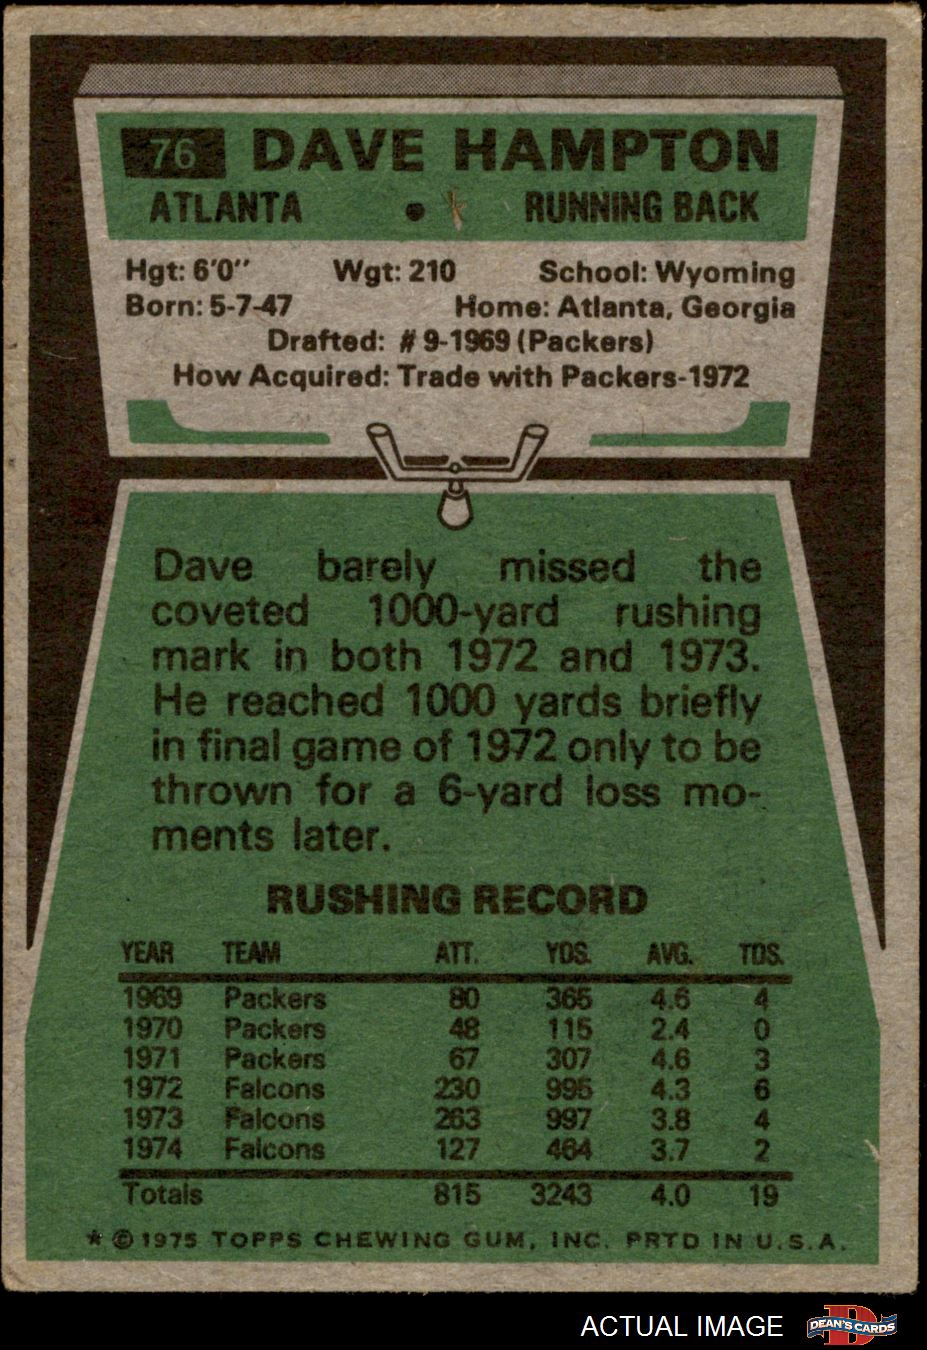 76 DAVE HAMPTON
ATLANTA • RUNNING BACK
Hgt: 6'0" Wgt: 210 School: Wyoming
Born: 5-7-47 Home: Atlanta, Georgia
Drafted: #9-1969 (Packers)
How Acquired: Trade with Packers-1972
Dave barely missed the
coveted 1000-yard rushing
mark in both 1972 and 1973.
He reached 1000 yards briefly
in final game of 1972 only to be
thrown for a 6-yard loss mo-
ments later.
RUSHING RECORD
YEAR TEAM ATT. YDS. AVG. TDS.
1969 Packers 80 365 4.6 4
1970 Packers 48 115 2.4 0
1971 Packers 67 307 4.6 3
1972 Falcons 230 995 4.3 6
1973 Falcons 263 997 3.8 4
1974 Falcons 127 464 3.7 2
Totals 815 3243 4.0 19
* © 1975 TOPPS CHEWING GUM, INC. PRTD IN U.S.A.
ACTUAL IMAGE D DEAN'S CARDS